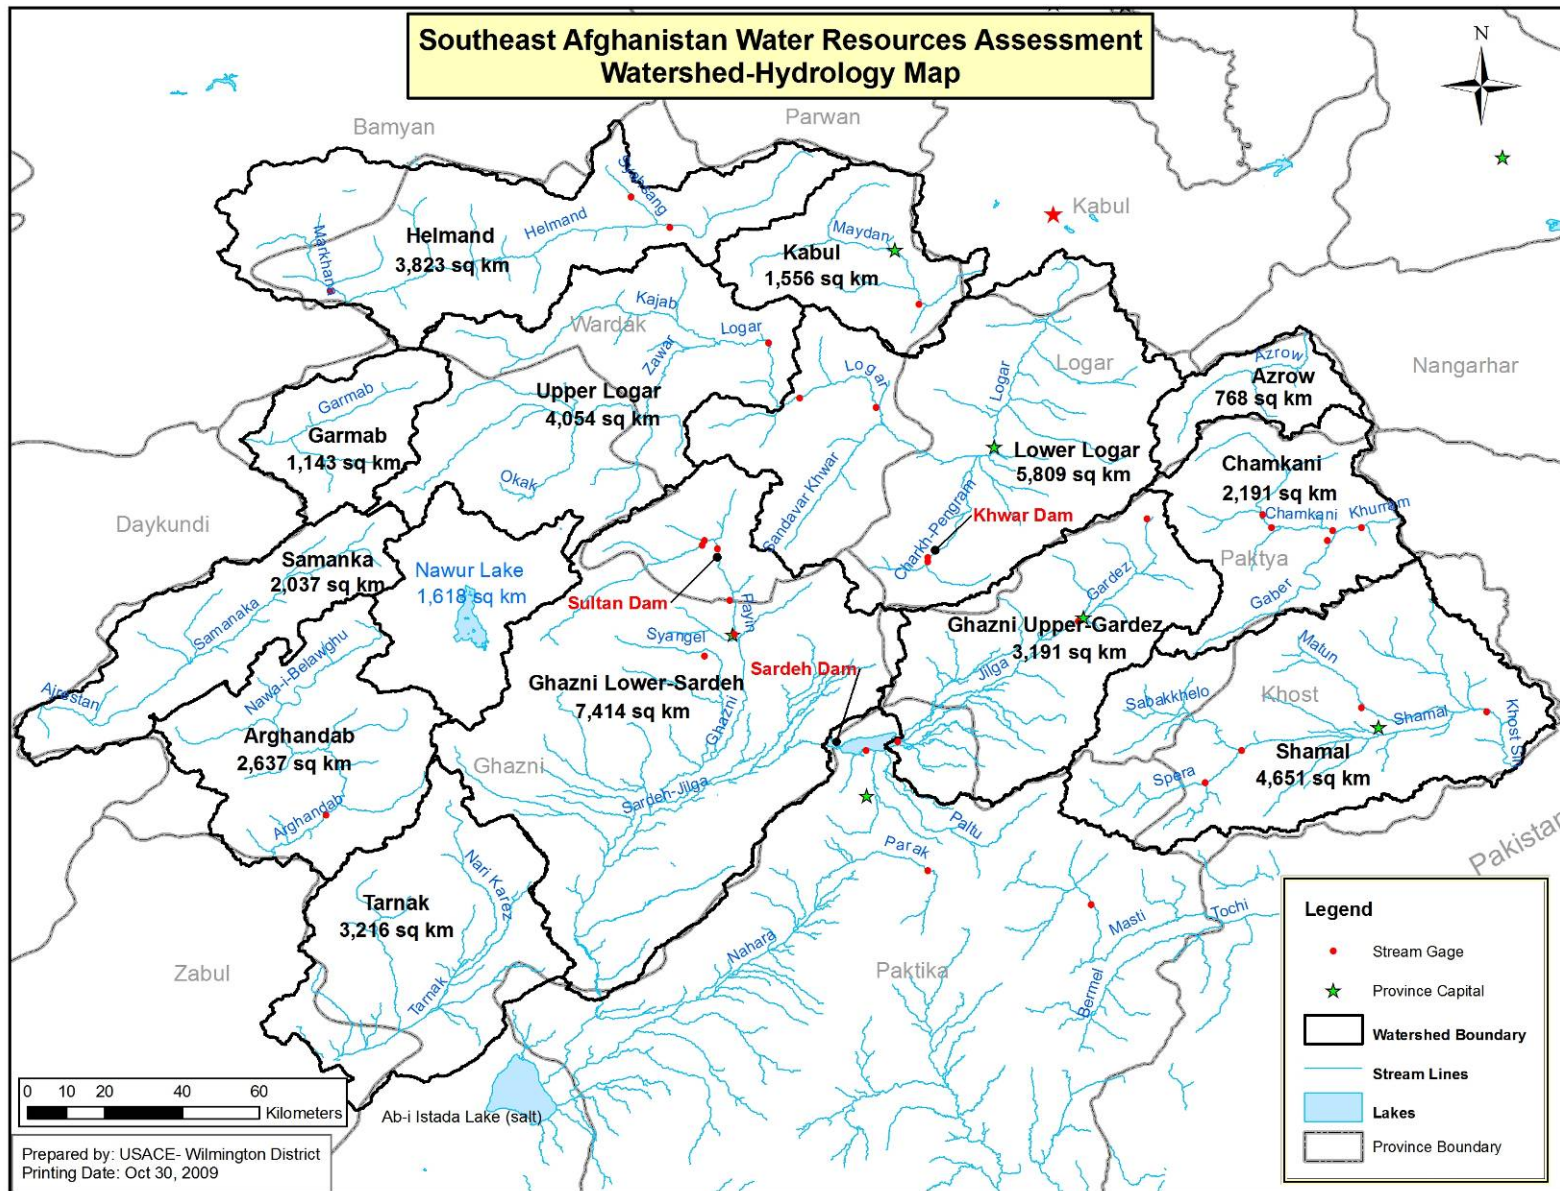 Southeast Afghanistan Water Resources Assessment
Watershed-Hydrology Map
N
Bamyan
Parwan
Kabul
Syahsang
Helmand
Markhana
Helmand
3,823 sq km
Maydan
Kabul
1,556 sq km
Kajab
Wardak
Logar
Zawar
Logar
Logar
Logar
Nangarhar
Azrow
Azrow
768 sq km
Upper Logar
4,054 sq km
Garmab
Garmab
1,143 sq km
Okak
Sandavar Khwar
Lower Logar
5,809 sq km
Charkh-Pengram
Khwar Dam
Chamkani
2,191 sq km
Chamkani
Khurram
Paktya
Gaber
Daykundi
Samanka
2,037 sq km
Samanaka
Nawur Lake
1,618 sq km
Sultan Dam
Rayin
Syangel
Sardeh Dam
Gardez
Ghazni Upper-Gardez
3,191 sq km
Jilga
Matun
Khost
Sabakkhelo
Shamal
Shamal
4,651 sq km
Spera
Ajrestan
Nawa-i-Belawghu
Arghandab
2,637 sq km
Arghandab
Ghazni Lower-Sardeh
7,414 sq km
Ghazni
Ghazni
Sardeh-Jilga
Paltu
Parak
Pakistan
Nari Karez
Tarnak
3,216 sq km
Tarnak
Zabul
Nahara
Paktika
Masti
Tochi
Bermel
Ab-i Istada Lake (salt)
Legend
Stream Gage
Province Capital
Watershed Boundary
Stream Lines
Lakes
Province Boundary
0 10 20 40 60
Kilometers
Prepared by: USACE- Wilmington District
Printing Date: Oct 30, 2009